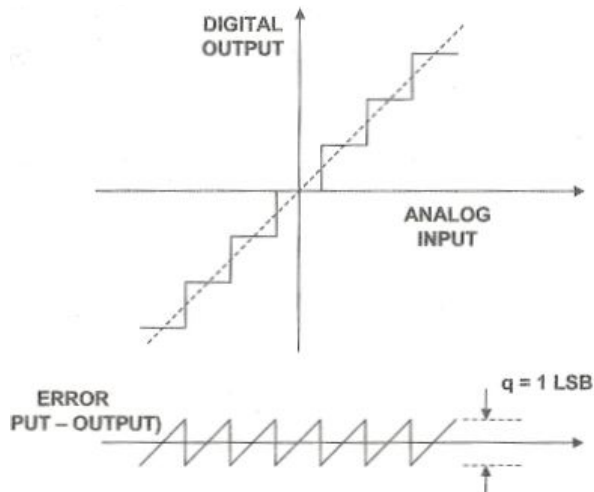 DIGITAL
OUTPUT
ANALOG
INPUT
q = 1 LSB
ERROR
PUT – OUTPUT)